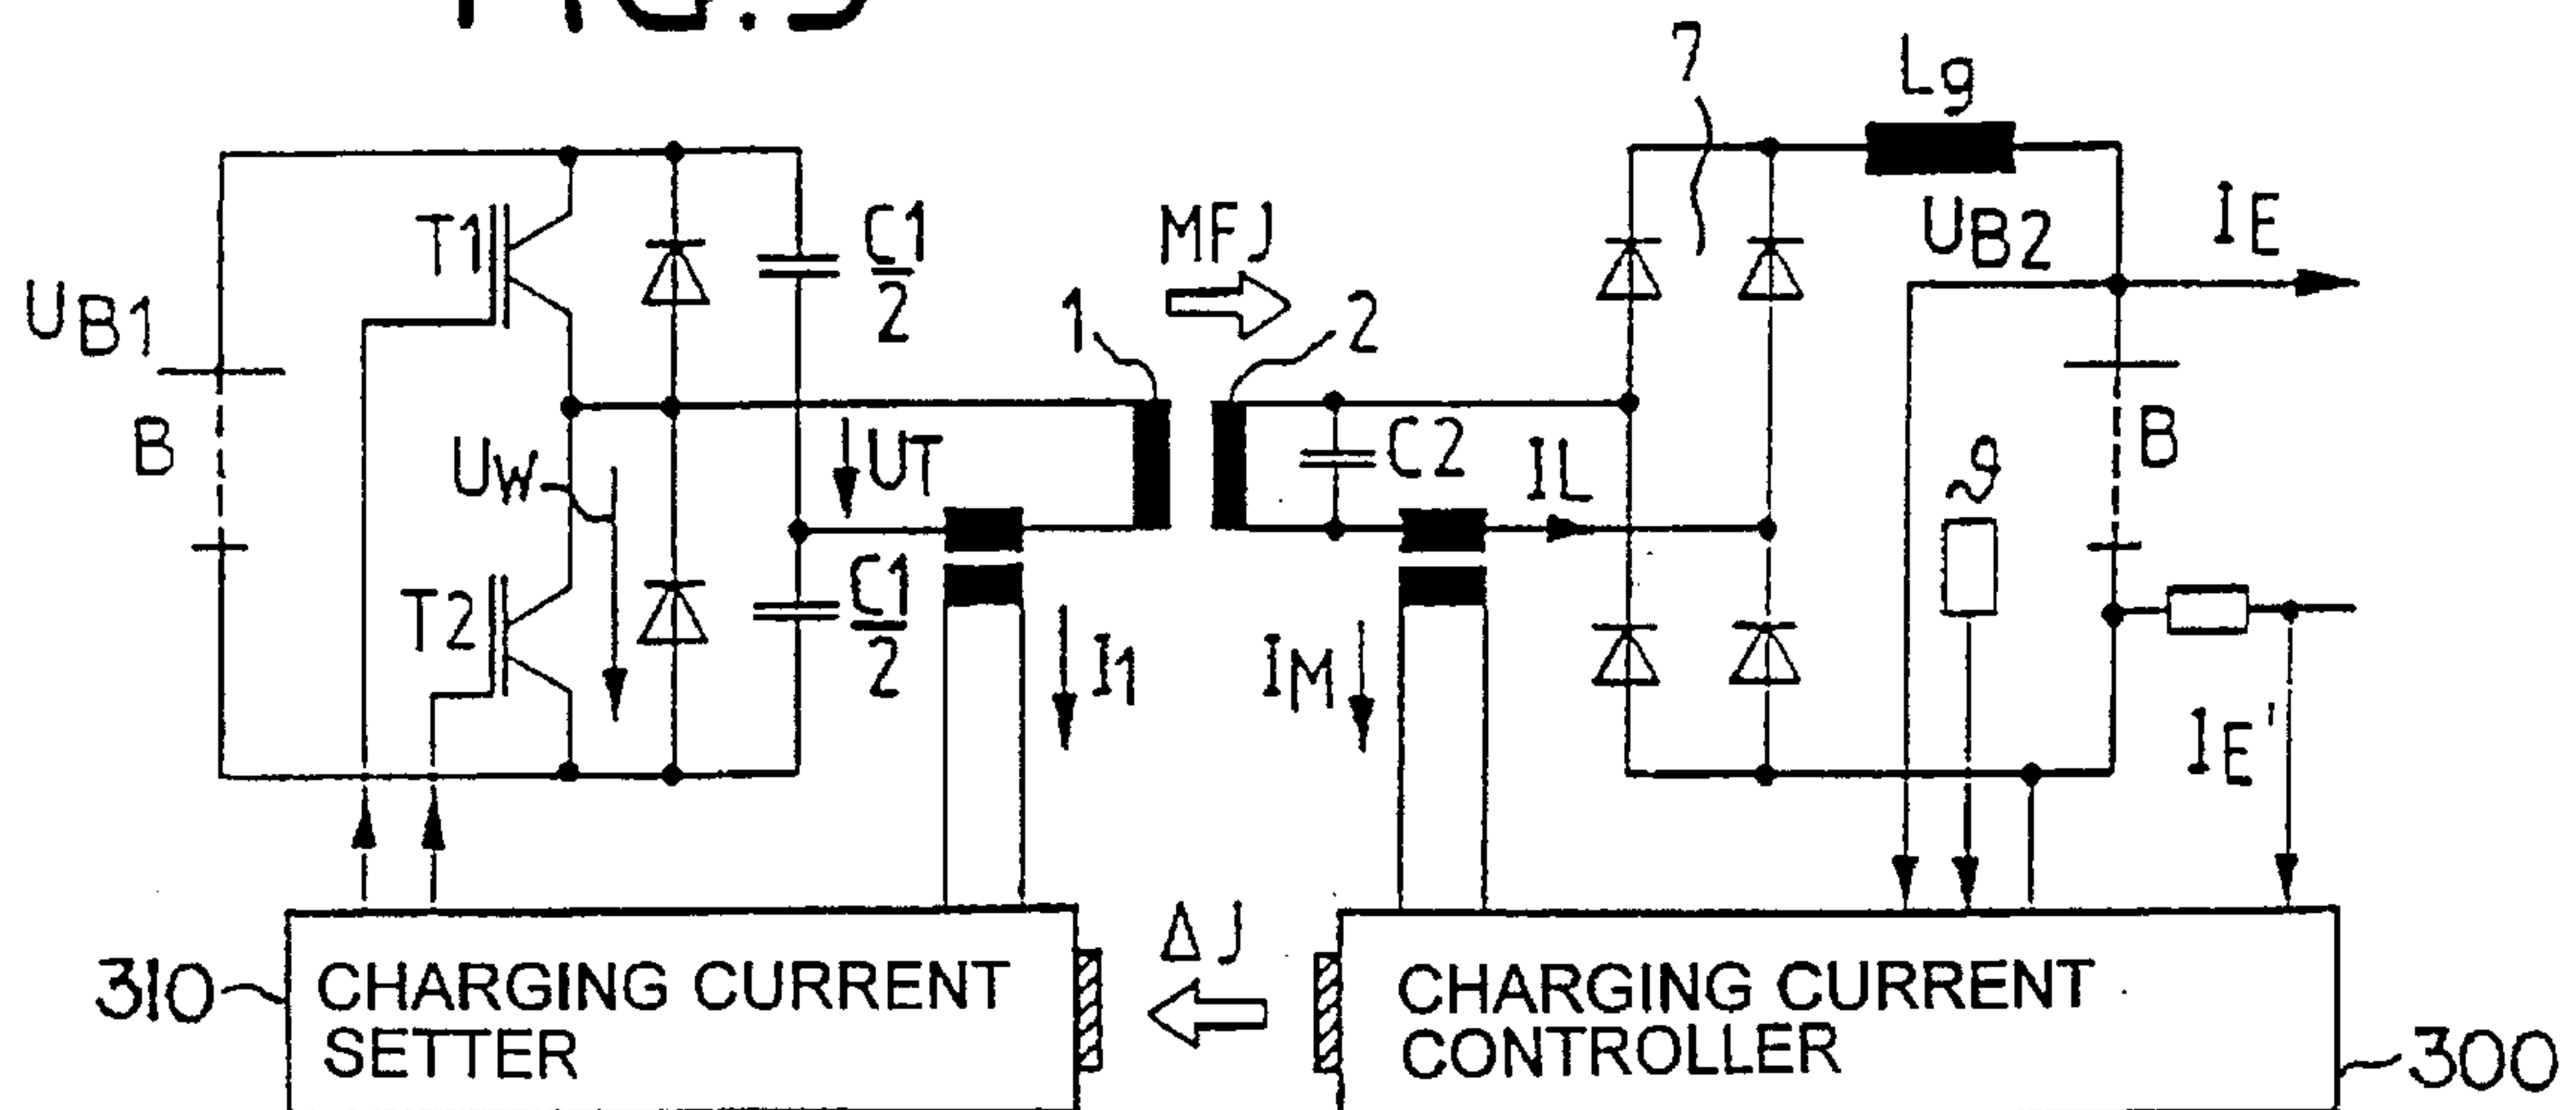 7
Lg
T1
C1
2
MFJ
UB2
IE
UB1
1
2
B
UW
UT
C2
IL
ϑ
B
T2
C1
2
I1
IM
IE'
310
CHARGING CURRENT
SETTER
ΔJ
CHARGING CURRENT
CONTROLLER
300